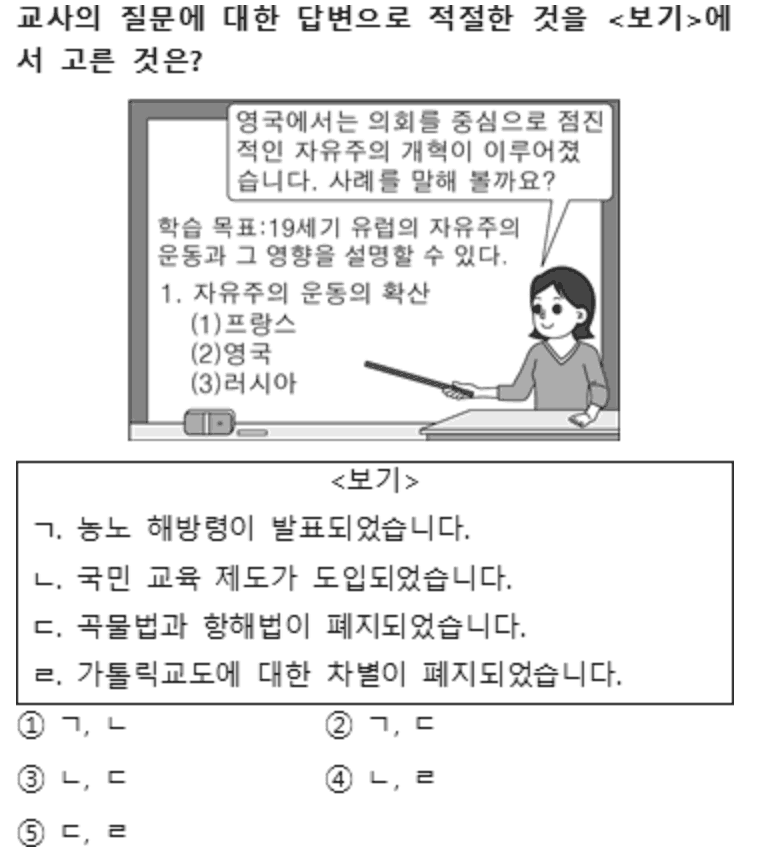 교사의 질문에 대한 답변으로 적절한 것을 <보기>에
서 고른 것은?
영국에서는 의회를 중심으로 점진
적인 자유주의 개혁이 이루어졌
습니다. 사례를 말해 볼까요?
학습 목표:19세기 유럽의 자유주의
운동과 그 영향을 설명할 수 있다.
1. 자유주의 운동의 확산
(1)프랑스
(2)영국
(3)러시아
<보기>
ㄱ. 농노 해방령이 발표되었습니다.
ㄴ. 국민 교육 제도가 도입되었습니다.
ㄷ. 곡물법과 항해법이 폐지되었습니다.
ㄹ. 가톨릭교도에 대한 차별이 폐지되었습니다.
① ㄱ, ㄴ ② ㄱ, ㄷ
③ ㄴ, ㄷ ④ ㄴ, ㄹ
⑤ ㄷ, ㄹ